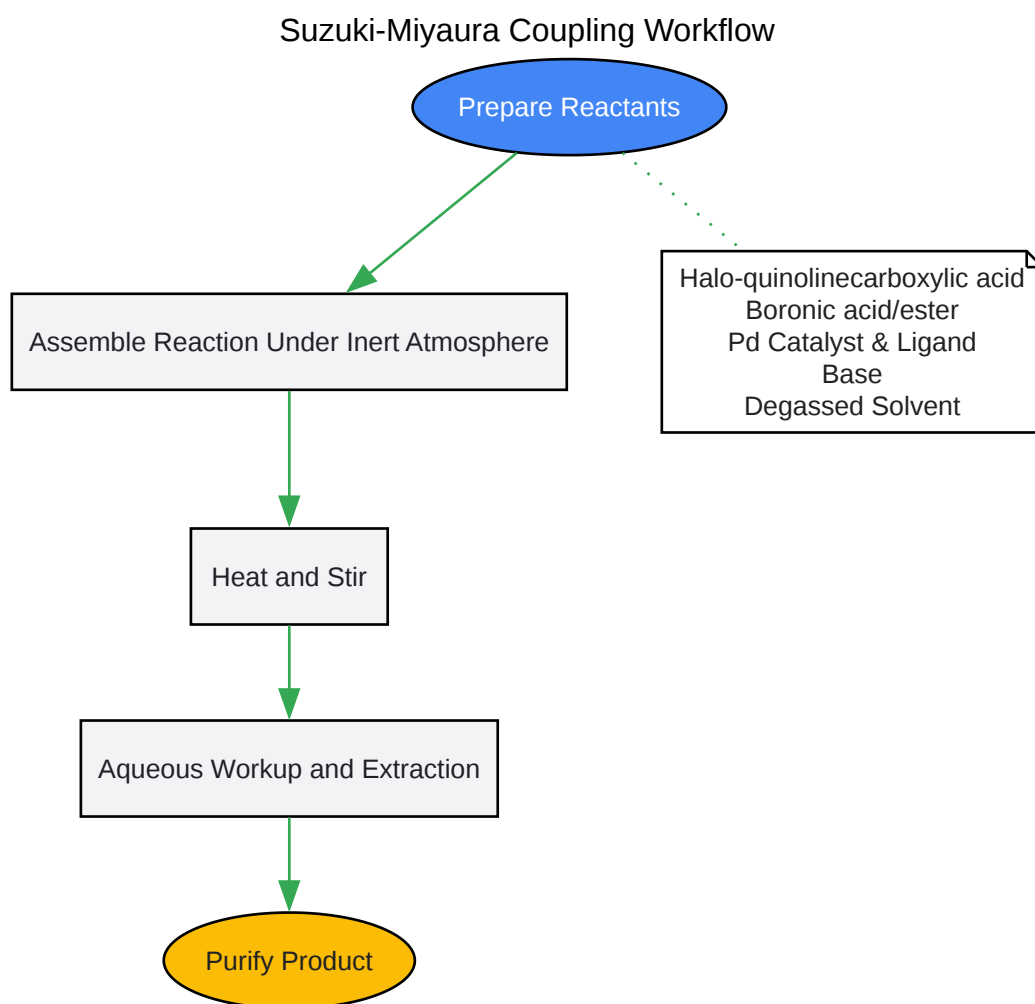 Suzuki-Miyaura Coupling Workflow
Prepare Reactants
Halo-quinolinecarboxylic acid
Boronic acid/ester
Pd Catalyst & Ligand
Base
Degassed Solvent
Assemble Reaction Under Inert Atmosphere
Heat and Stir
Aqueous Workup and Extraction
Purify Product